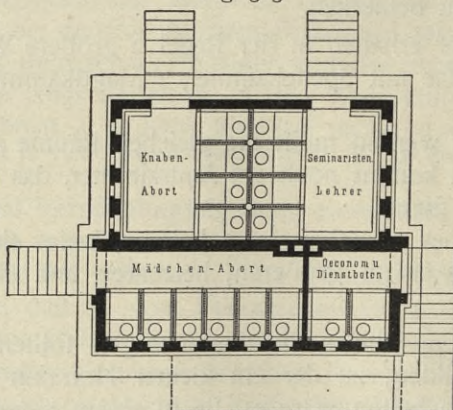 Knaben-
Abort
Seminaristen
Lehrer
Mädchen-Abort
Oeconom u
Dienstboten